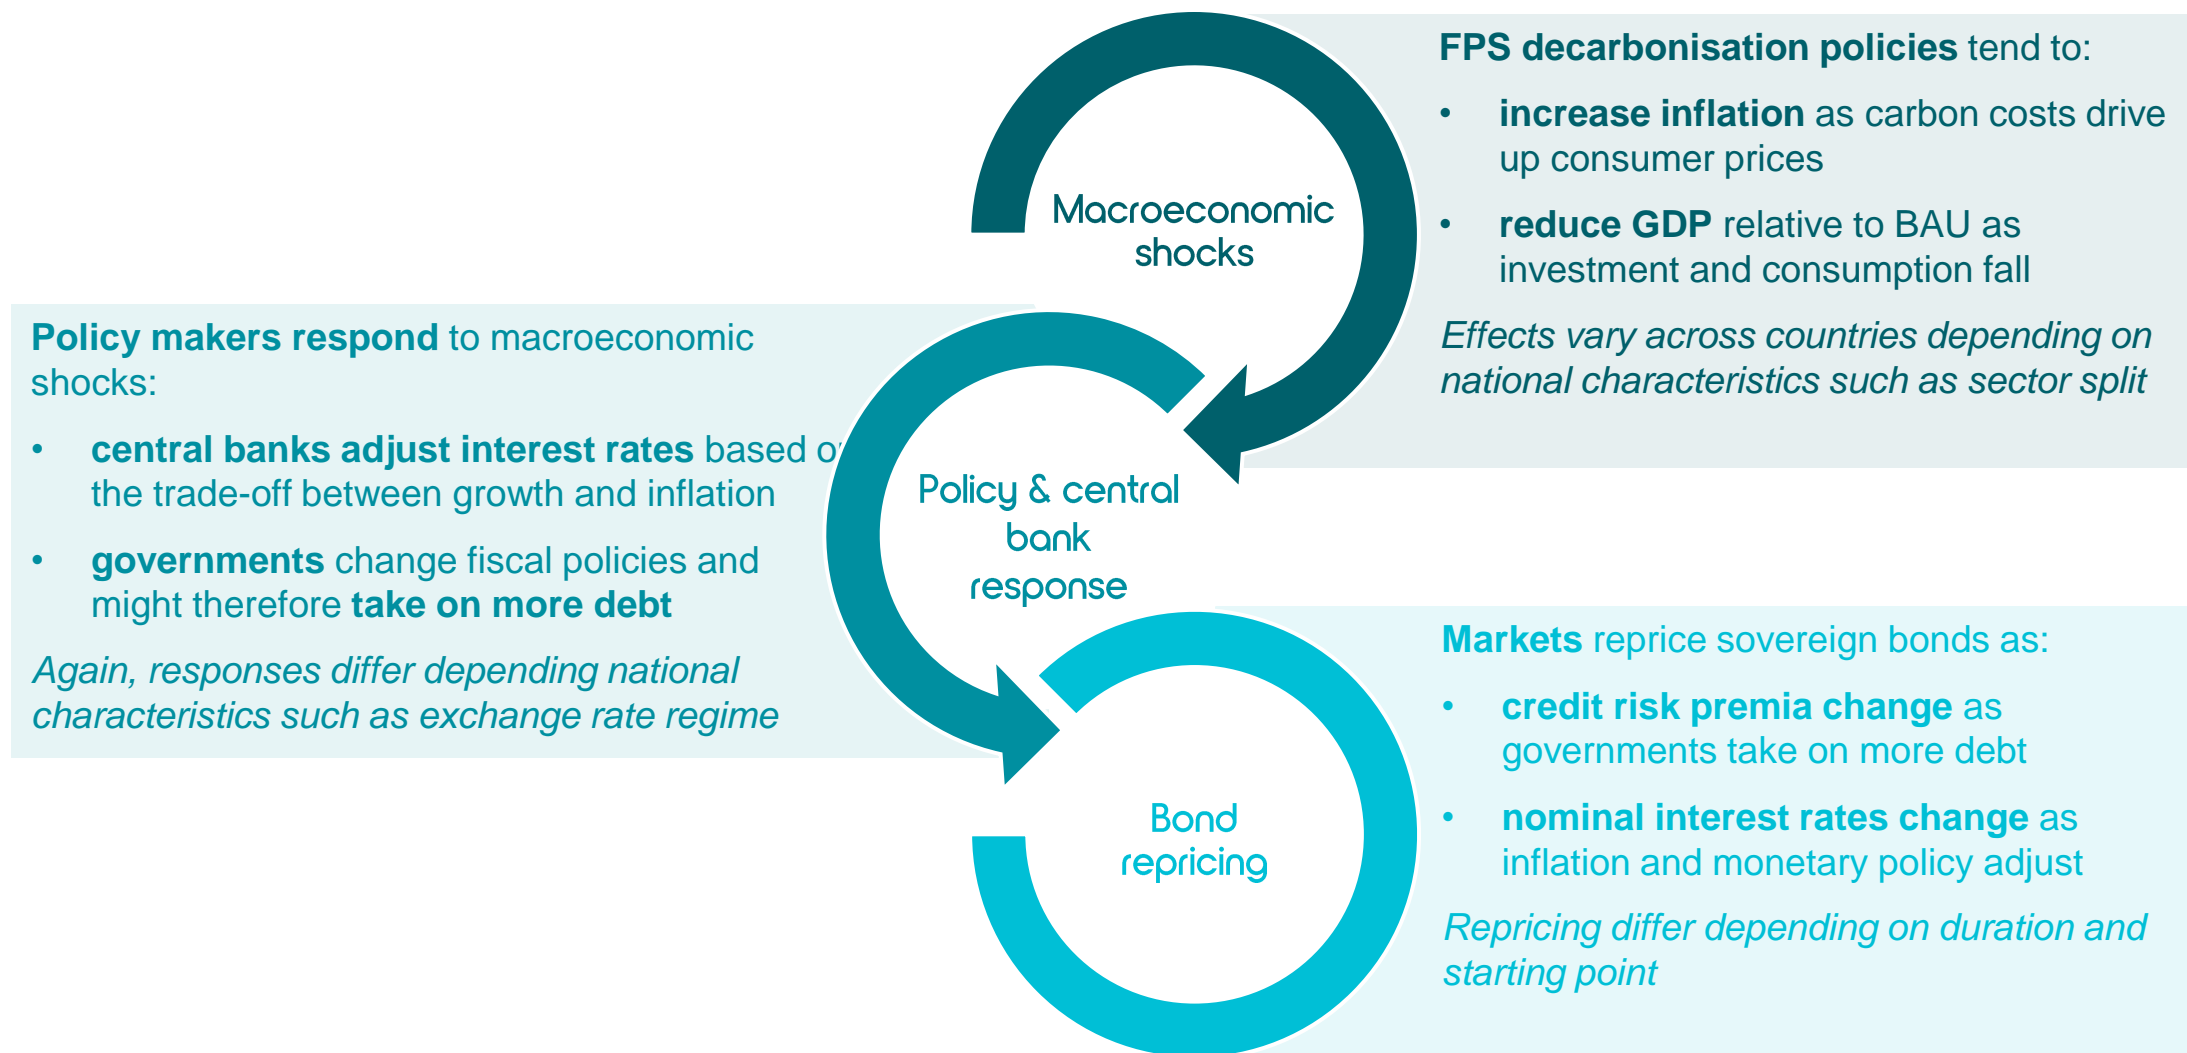 FPS decarbonisation policies tend to:
• increase inflation as carbon costs drive
up consumer prices
• reduce GDP relative to BAU as
investment and consumption fall
Effects vary across countries depending on
national characteristics such as sector split
Macroeconomic
shocks
Policy makers respond to macroeconomic
shocks:
• central banks adjust interest rates based o
the trade-off between growth and inflation
• governments change fiscal policies and
might therefore take on more debt
Again, responses differ depending national
characteristics such as exchange rate regime
Policy & central
bank
response
Markets reprice sovereign bonds as:
• credit risk premia change as
governments take on more debt
• nominal interest rates change as
inflation and monetary policy adjust
Repricing differ depending on duration and
starting point
Bond
repricing